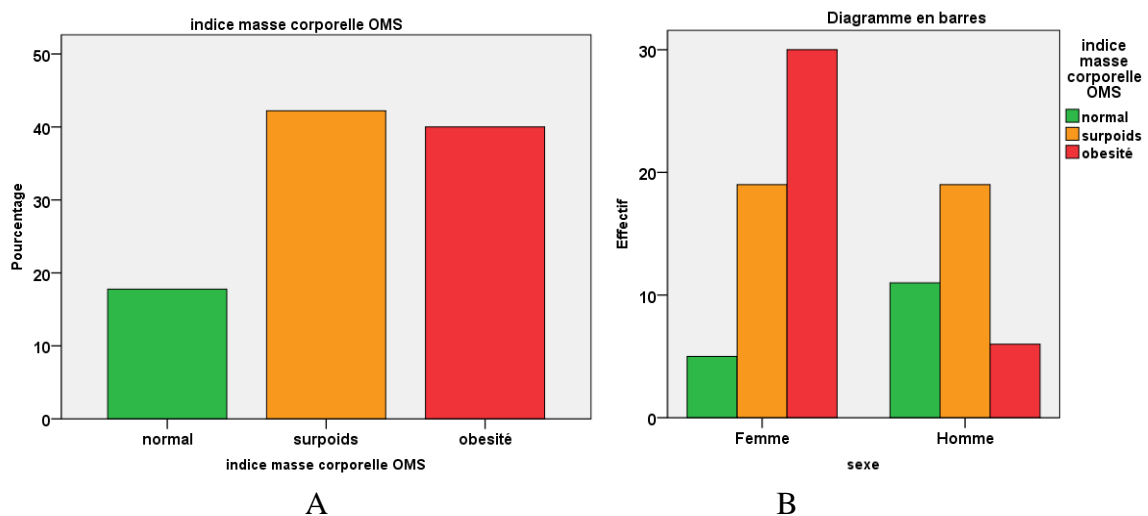 indice masse corporelle OMS
50
40
30
20
10
0
Pourcentage
normal surpoids obesité
indice masse corporelle OMS
A
Diagramme en barres
30
20
10
0
Effectif
Femme Homme
sexe
indice
masse
corporelle
OMS
normal
surpoids
obesité
B